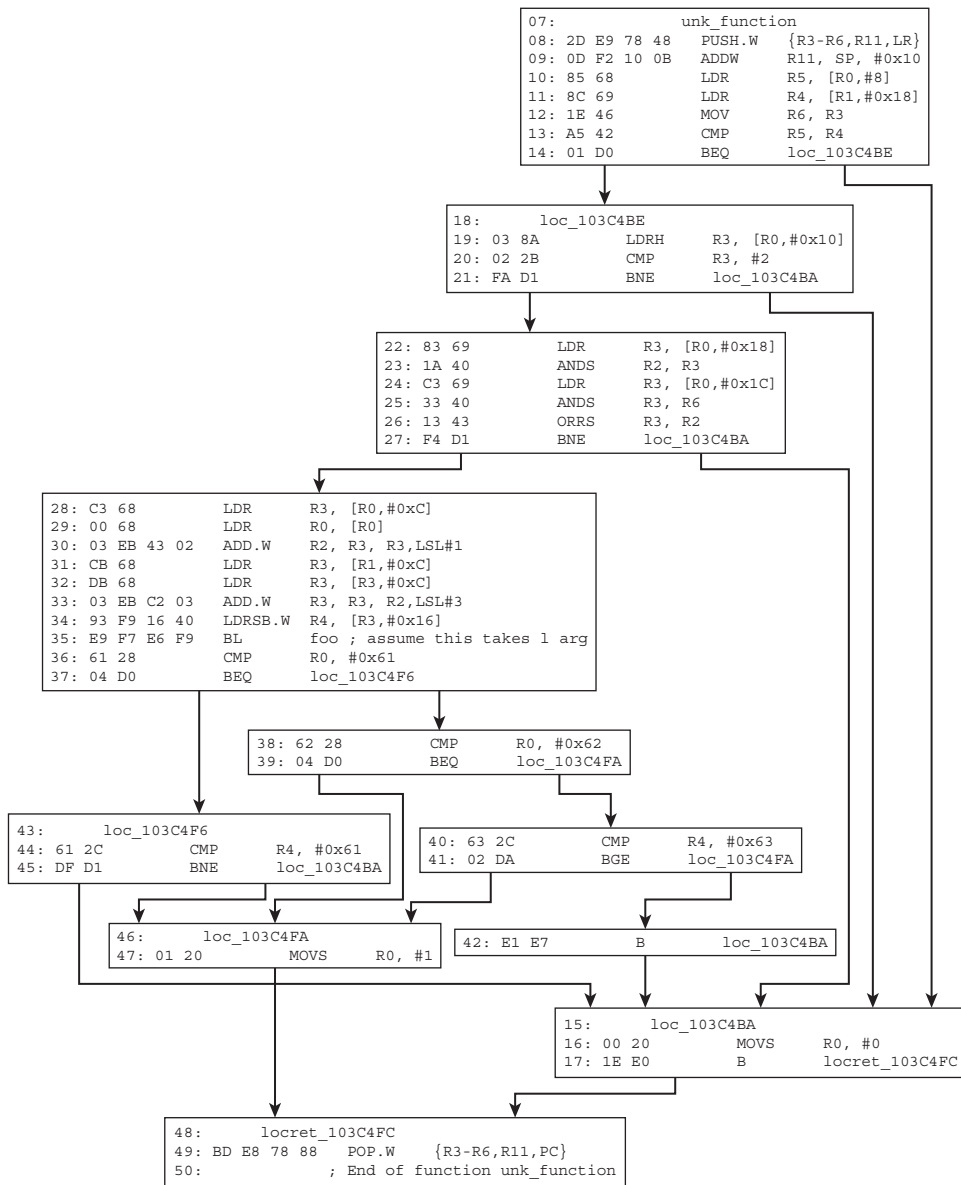 07: unk_function
08: 2D E9 78 48 PUSH.W {R3-R6,R11,LR}
09: 0D F2 10 0B ADDW R11, SP, #0x10
10: 85 68 LDR R5, [R0,#8]
11: 8C 69 LDR R4, [R1,#0x18]
12: 1E 46 MOV R6, R3
13: A5 42 CMP R5, R4
14: 01 D0 BEQ loc_103C4BE
18: loc_103C4BE
19: 03 8A LDRH R3, [R0,#0x10]
20: 02 2B CMP R3, #2
21: FA D1 BNE loc_103C4BA
22: 83 69 LDR R3, [R0,#0x18]
23: 1A 40 ANDS R2, R3
24: C3 69 LDR R3, [R0,#0x1C]
25: 33 40 ANDS R3, R6
26: 13 43 ORRS R3, R2
27: F4 D1 BNE loc_103C4BA
28: C3 68 LDR R3, [R0,#0xC]
29: 00 68 LDR R0, [R0]
30: 03 EB 43 02 ADD.W R2, R3, R3,LSL#1
31: CB 68 LDR R3, [R1,#0xC]
32: DB 68 LDR R3, [R3,#0xC]
33: 03 EB C2 03 ADD.W R3, R3, R2,LSL#3
34: 93 F9 16 40 LDRSB.W R4, [R3,#0x16]
35: E9 F7 E6 F9 BL foo ; assume this takes 1 arg
36: 61 28 CMP R0, #0x61
37: 04 D0 BEQ loc_103C4F6
38: 62 28 CMP R0, #0x62
39: 04 D0 BEQ loc_103C4FA
43: loc_103C4F6
44: 61 2C CMP R4, #0x61
45: DF D1 BNE loc_103C4BA
40: 63 2C CMP R4, #0x63
41: 02 DA BGE loc_103C4FA
46: loc_103C4FA
47: 01 20 MOVS R0, #1
42: E1 E7 B loc_103C4BA
15: loc_103C4BA
16: 00 20 MOVS R0, #0
17: 1E E0 B locret_103C4FC
48: locret_103C4FC
49: BD E8 78 88 POP.W {R3-R6,R11,PC}
50: ; End of function unk_function